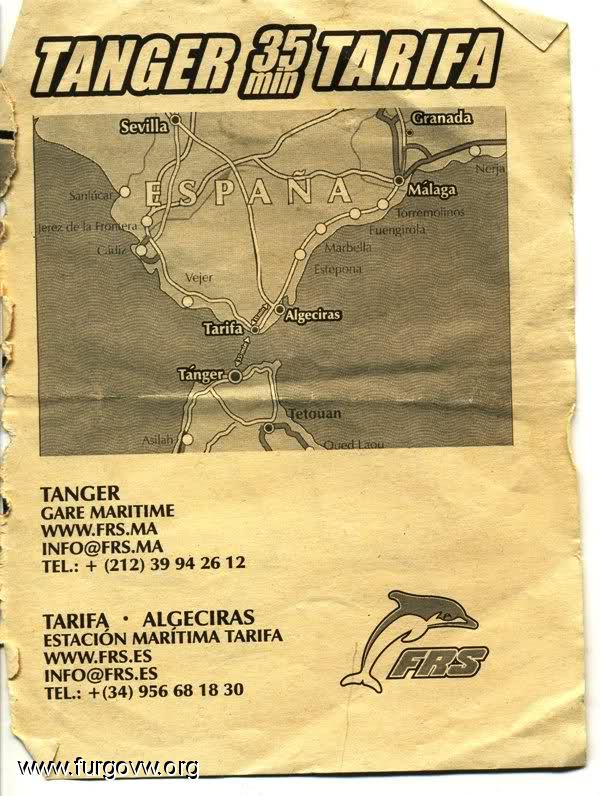 TANGER 35 min TARIFA
Sevilla
Granada
Nerja
Málaga
ESPAÑA
Sanlúcar
Torremolinos
Jerez de la Frontera
Fuengirola
Cádiz
Marbella
Estepona
Vejer
Algeciras
Tarifa
Tánger
Tetouan
Asilah
Oued Laou
TANGER
GARE MARITIME
WWW.FRS.MA
INFO@FRS.MA
TEL.: + (212) 39 94 26 12
TARIFA · ALGECIRAS
ESTACIÓN MARÍTIMA TARIFA
WWW.FRS.ES
INFO@FRS.ES
TEL.: +(34) 956 68 18 30
FRS
www.furgovw.org